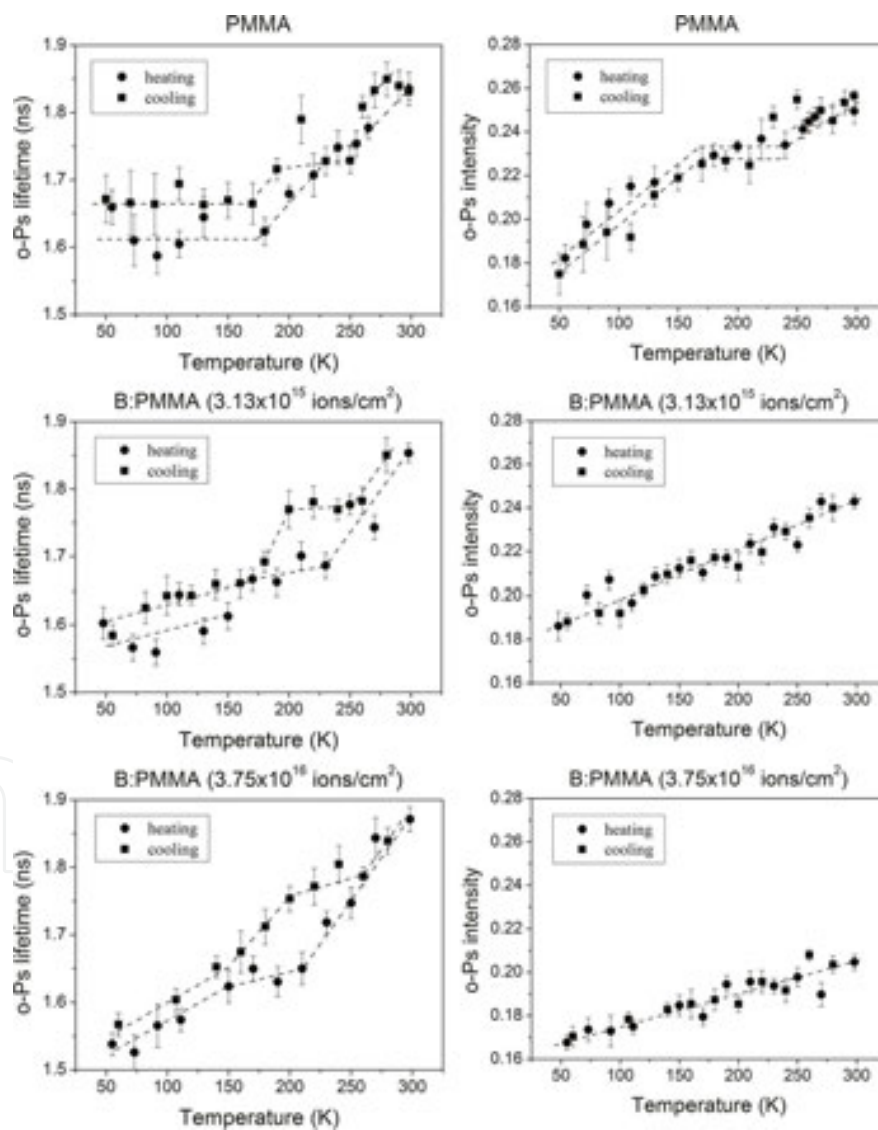 PMMA
1.9
1.8
1.7
1.6
1.5
o-Ps lifetime (ns)
heating
cooling
50 100 150 200 250 300
Temperature (K)
PMMA
0.28
0.26
0.24
0.22
0.20
0.18
0.16
o-Ps intensity
heating
cooling
50 100 150 200 250 300
Temperature (K)
B:PMMA (3.13x10¹⁵ ions/cm²)
1.9
1.8
1.7
1.6
1.5
o-Ps lifetime (ns)
heating
cooling
50 100 150 200 250 300
Temperature (K)
B:PMMA (3.13x10¹⁵ ions/cm²)
0.28
0.26
0.24
0.22
0.20
0.18
0.16
o-Ps intensity
heating
cooling
50 100 150 200 250 300
Temperature (K)
B:PMMA (3.75x10¹⁶ ions/cm²)
1.9
1.8
1.7
1.6
1.5
o-Ps lifetime (ns)
heating
cooling
50 100 150 200 250 300
Temperature (K)
B:PMMA (3.75x10¹⁶ ions/cm²)
0.28
0.26
0.24
0.22
0.20
0.18
0.16
o-Ps intensity
heating
cooling
50 100 150 200 250 300
Temperature (K)